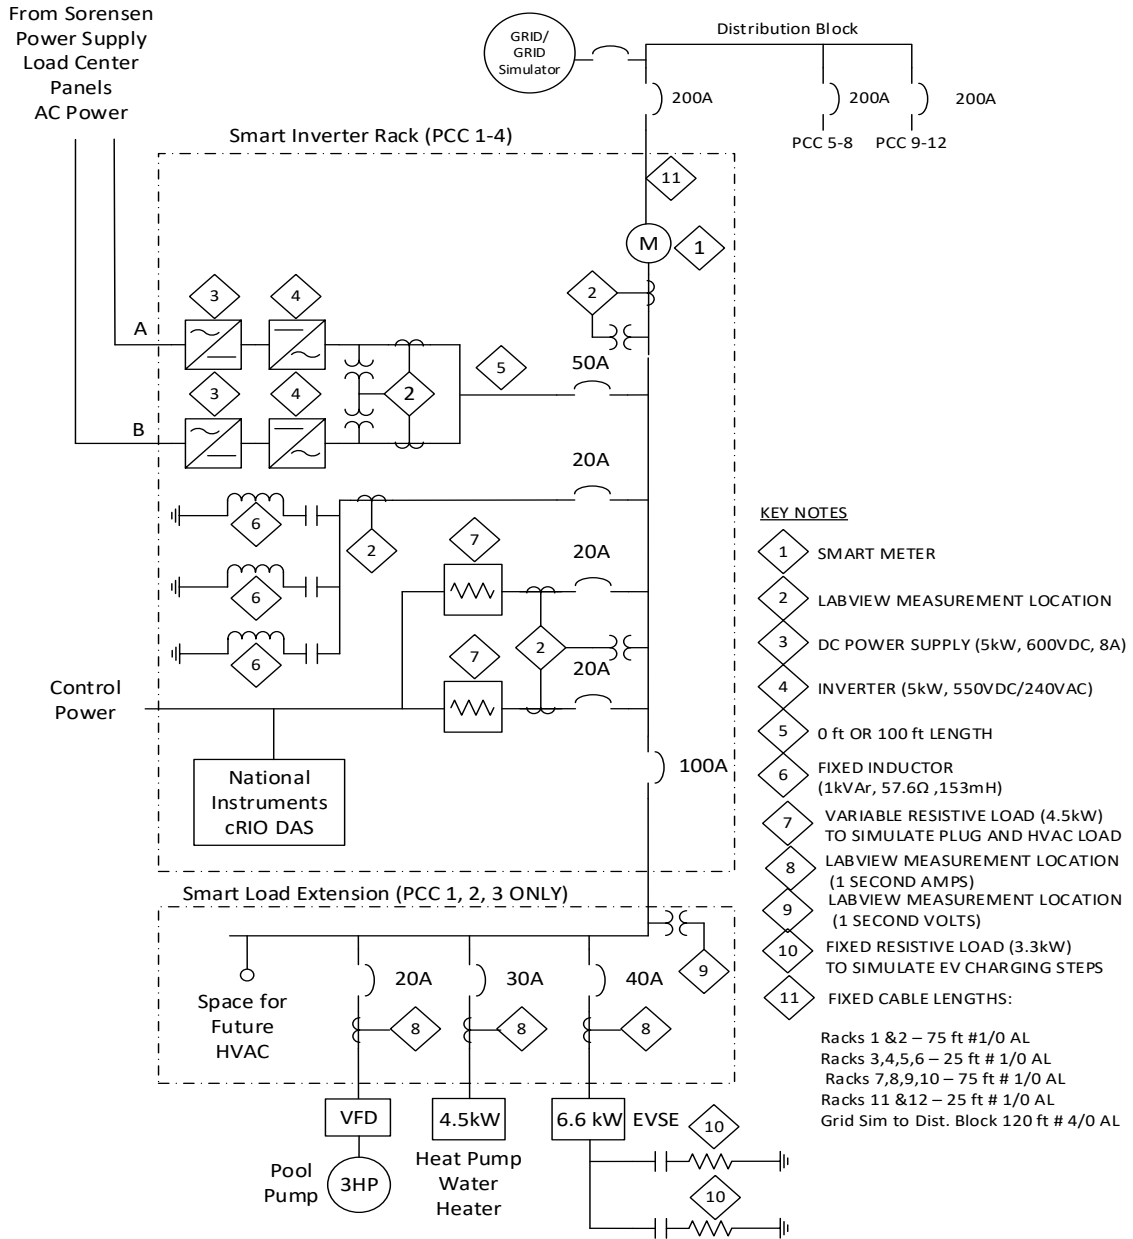 From Sorensen
Power Supply
Load Center
Panels
AC Power
GRID/
GRID
Simulator
Distribution Block
200A
200A
200A
PCC 5-8
PCC 9-12
Smart Inverter Rack (PCC 1-4)
11
M
1
2
3
4
A
5
50A
3
4
2
B
20A
6
2
7
20A
6
2
7
6
20A
Control
Power
National
Instruments
cRIO DAS
100A
Smart Load Extension (PCC 1, 2, 3 ONLY)
9
20A
30A
40A
Space for
Future
HVAC
8
8
8
VFD
4.5kW
6.6 kW
EVSE
10
Pool
Pump
3HP
Heat Pump
Water
Heater
10
KEY NOTES
1 SMART METER
2 LABVIEW MEASUREMENT LOCATION
3 DC POWER SUPPLY (5kW, 600VDC, 8A)
4 INVERTER (5kW, 550VDC/240VAC)
5 0 ft OR 100 ft LENGTH
6 FIXED INDUCTOR
(1kVAr, 57.6Ω ,153mH)
7 VARIABLE RESISTIVE LOAD (4.5kW)
TO SIMULATE PLUG AND HVAC LOAD
8 LABVIEW MEASUREMENT LOCATION
(1 SECOND AMPS)
9 LABVIEW MEASUREMENT LOCATION
(1 SECOND VOLTS)
10 FIXED RESISTIVE LOAD (3.3kW)
TO SIMULATE EV CHARGING STEPS
11 FIXED CABLE LENGTHS:
Racks 1 &2 – 75 ft #1/0 AL
Racks 3,4,5,6 – 25 ft # 1/0 AL
Racks 7,8,9,10 – 75 ft # 1/0 AL
Racks 11 &12 – 25 ft # 1/0 AL
Grid Sim to Dist. Block 120 ft # 4/0 AL